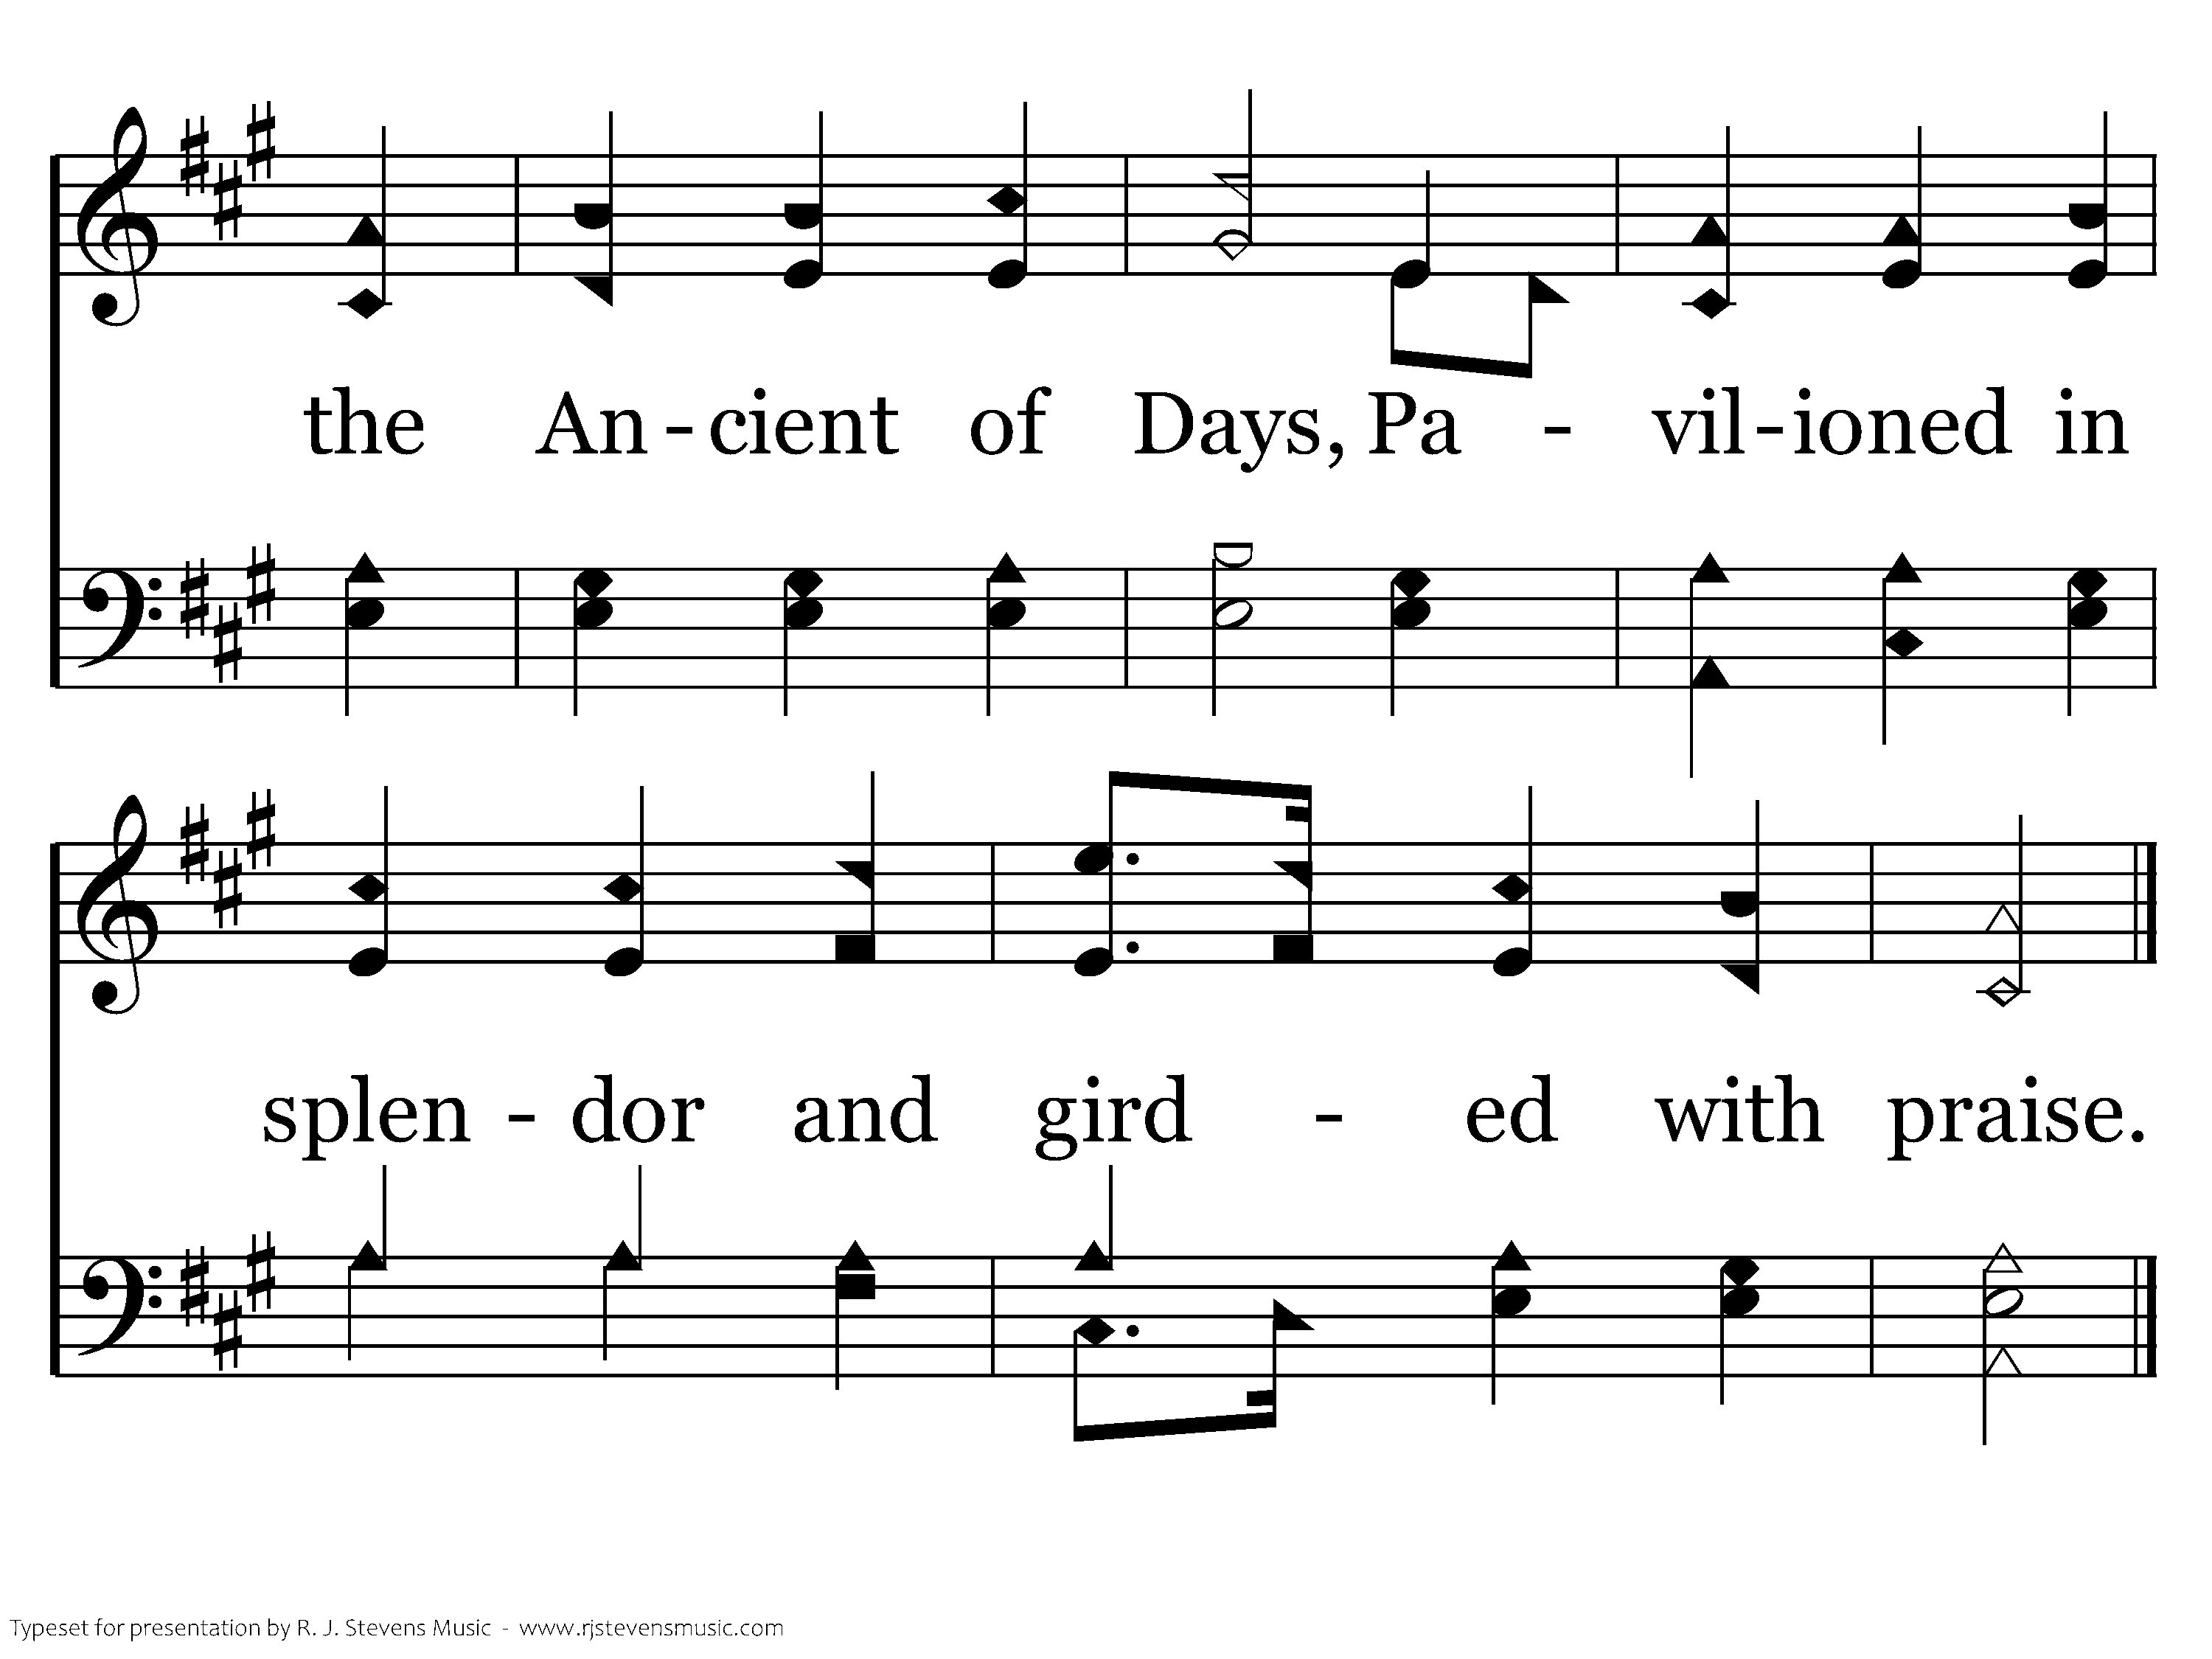 the An-cient of Days, Pa - vil-ioned in
splen - dor and gird - ed with praise.
Typeset for presentation by R. J. Stevens Music - www.rjstevensmusic.com